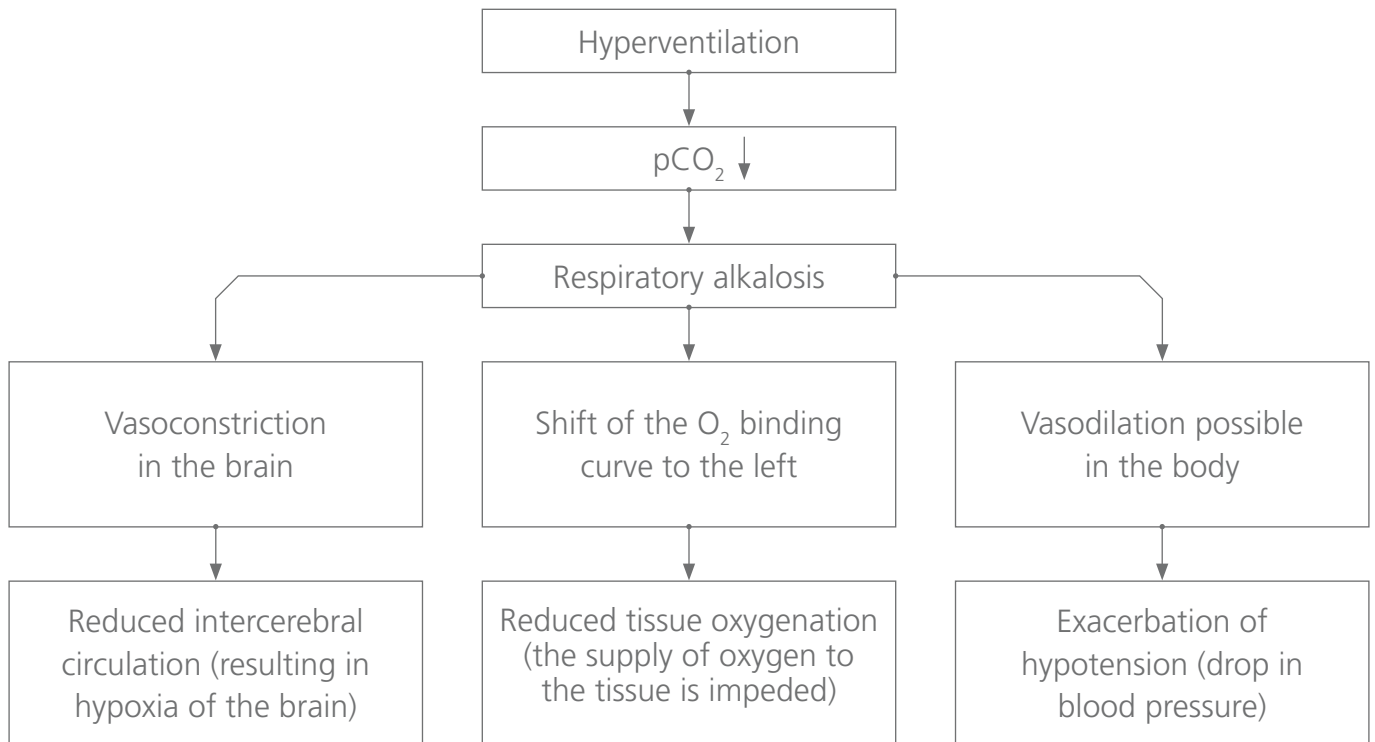 Hyperventilation
pCO₂ ↓
Respiratory alkalosis
Vasoconstriction
in the brain
Shift of the O₂ binding
curve to the left
Vasodilation possible
in the body
Reduced intercerebral
circulation (resulting in
hypoxia of the brain)
Reduced tissue oxygenation
(the supply of oxygen to
the tissue is impeded)
Exacerbation of
hypotension (drop in
blood pressure)